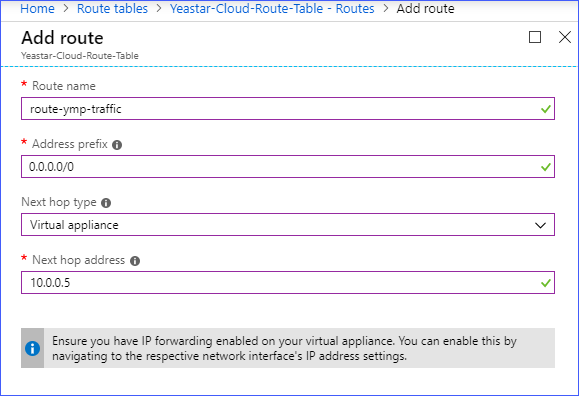 Home > Route tables > Yeastar-Cloud-Route-Table - Routes > Add route
Add route
Yeastar-Cloud-Route-Table
* Route name
route-ymp-traffic
* Address prefix
0.0.0.0/0
Next hop type
Virtual appliance
* Next hop address
10.0.0.5
Ensure you have IP forwarding enabled on your virtual appliance. You can enable this by
navigating to the respective network interface's IP address settings.